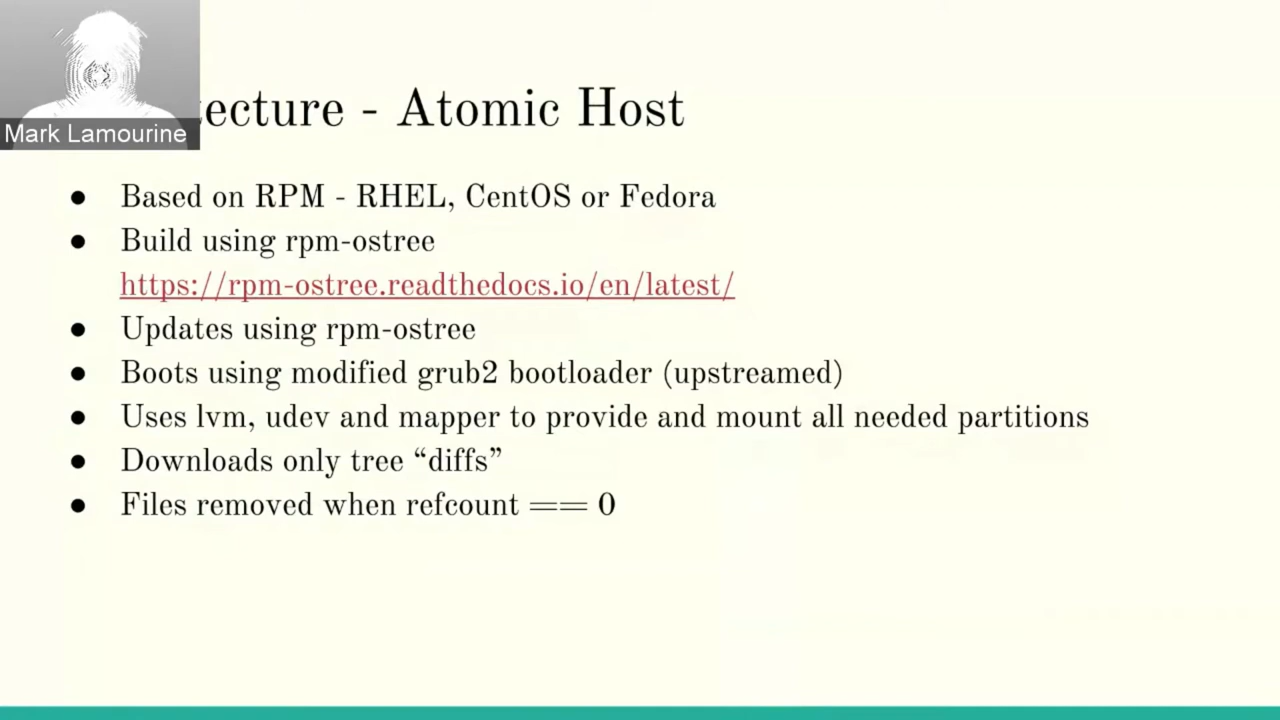 Mark Lamourine
tecture - Atomic Host
● Based on RPM - RHEL, CentOS or Fedora
● Build using rpm-ostree
https://rpm-ostree.readthedocs.io/en/latest/
● Updates using rpm-ostree
● Boots using modified grub2 bootloader (upstreamed)
● Uses lvm, udev and mapper to provide and mount all needed partitions
● Downloads only tree “diffs”
● Files removed when refcount == 0